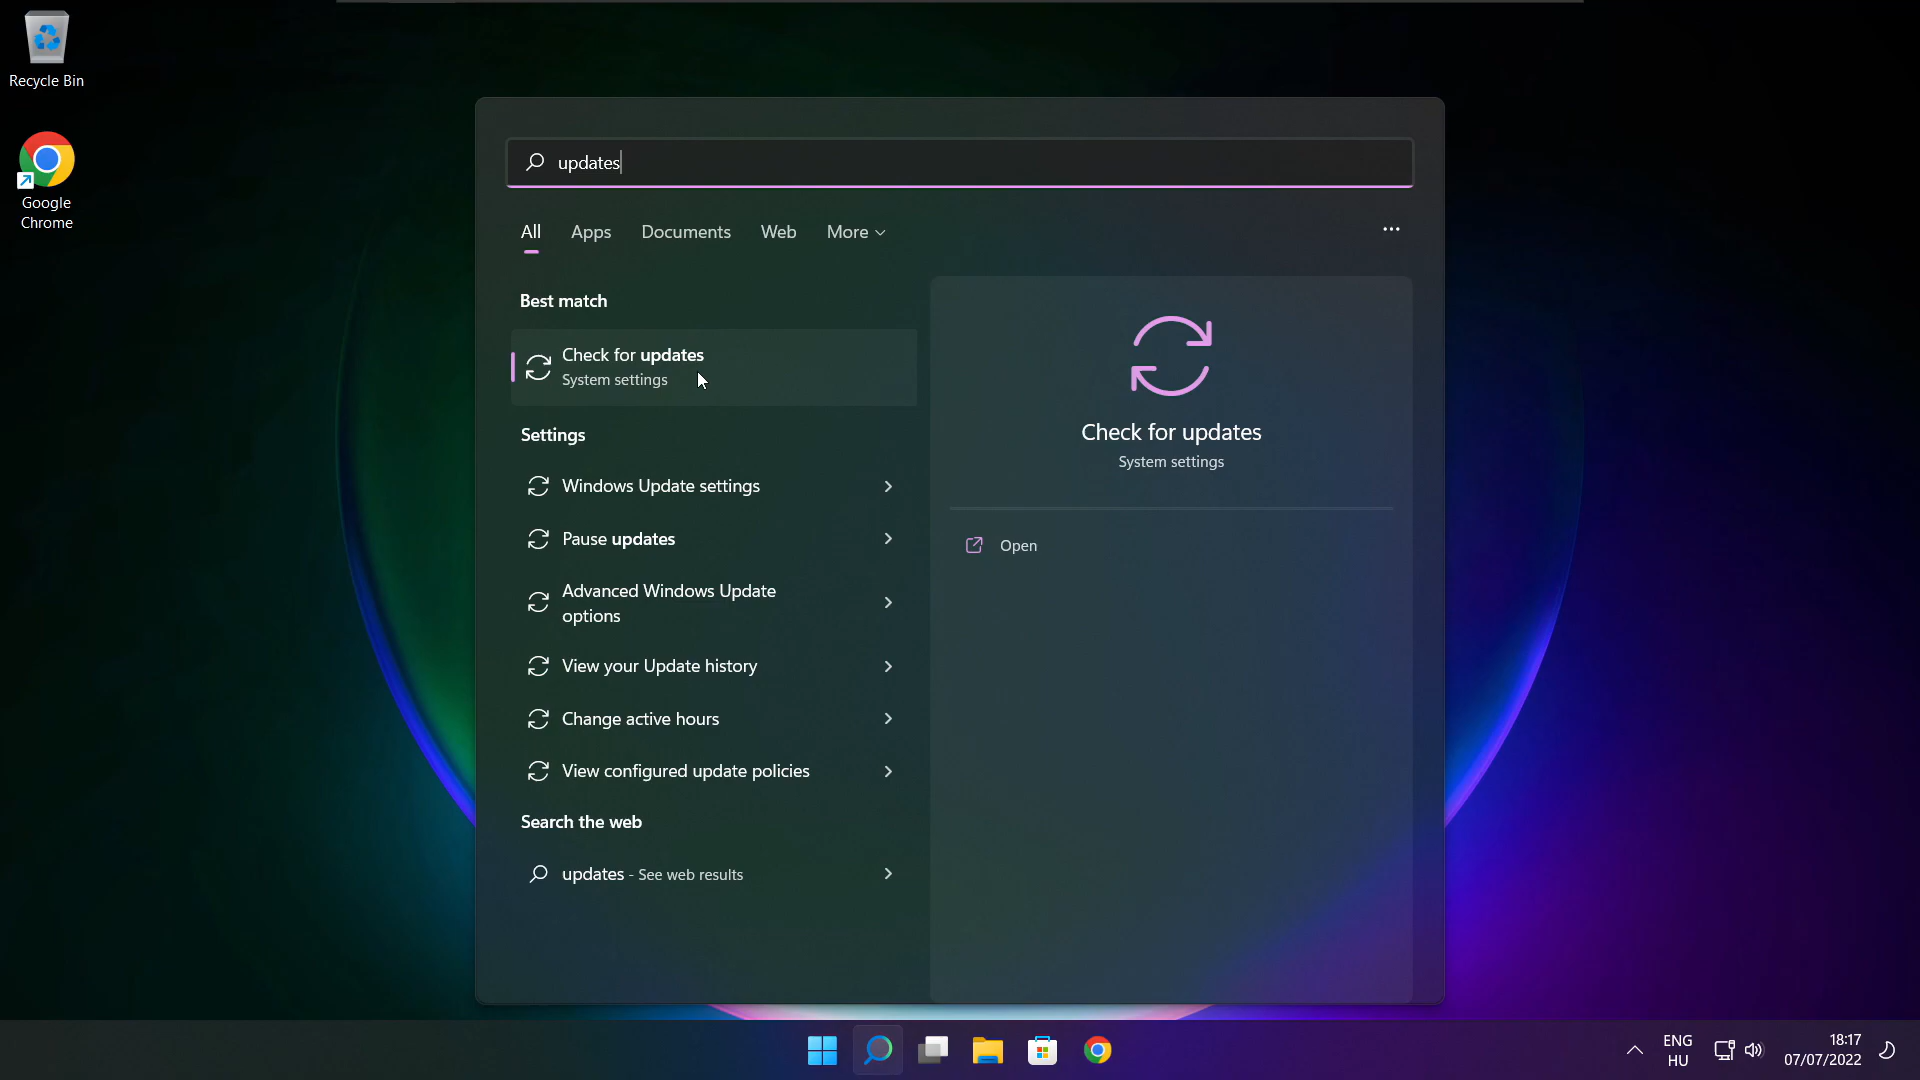 Recycle Bin
Google
Chrome
updates
All Apps Documents Web More
Best match
Check for updates
System settings
Settings
Windows Update settings
Pause updates
Advanced Windows Update
options
View your Update history
Change active hours
View configured update policies
Search the web
updates - See web results
Check for updates
System settings
Open
ENG
HU
18:17
07/07/2022